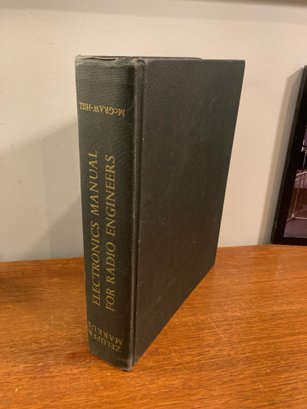 ZELUFF
MARKUS
ELECTRONICS MANUAL
FOR RADIO ENGINEERS
McGRAW-HILL